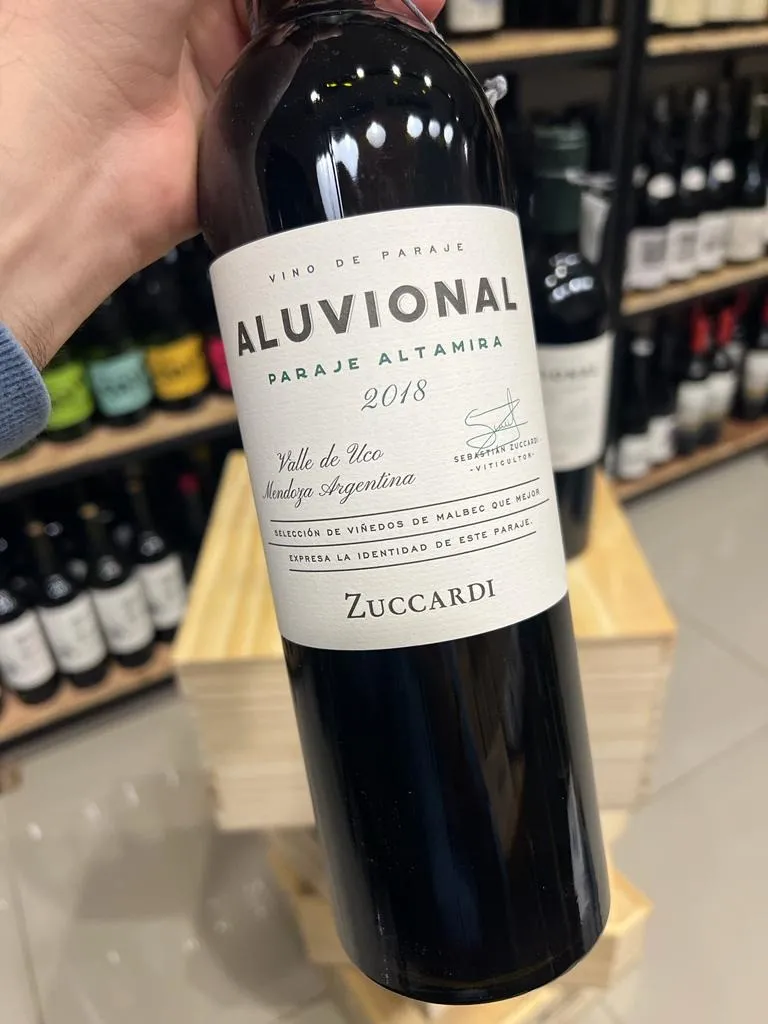 VINO DE PARAJE
ALUVIONAL
PARAJE ALTAMIRA
2018
Valle de Uco
Mendoza Argentina
SEBASTIÁN ZUCCARDI
-VITICULTOR-
SELECCIÓN DE VIÑEDOS DE MALBEC QUE MEJOR
EXPRESA LA IDENTIDAD DE ESTE PARAJE.
ZUCCARDI